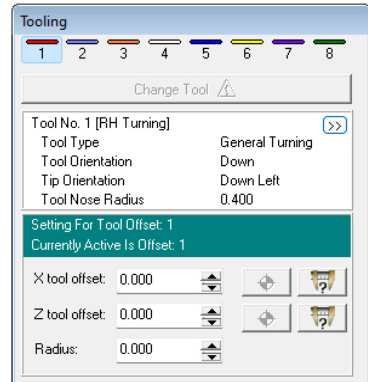 Tooling
1 2 3 4 5 6 7 8
Change Tool
Tool No. 1 [RH Turning] >>
Tool Type General Turning
Tool Orientation Down
Tip Orientation Down Left
Tool Nose Radius 0.400
Setting For Tool Offset: 1
Currently Active Is Offset: 1
X tool offset: 0.000 ?
Z tool offset: 0.000 ?
Radius: 0.000